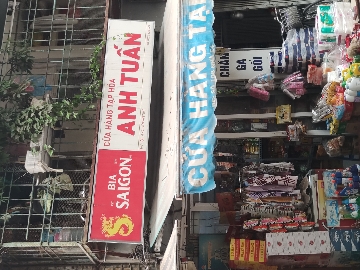 CỬA HÀNG TẠP HÓA
ANH TUẤN
BIA
SAIGON
CỬA HÀNG TẠ
CHĂN
GA
GỐI